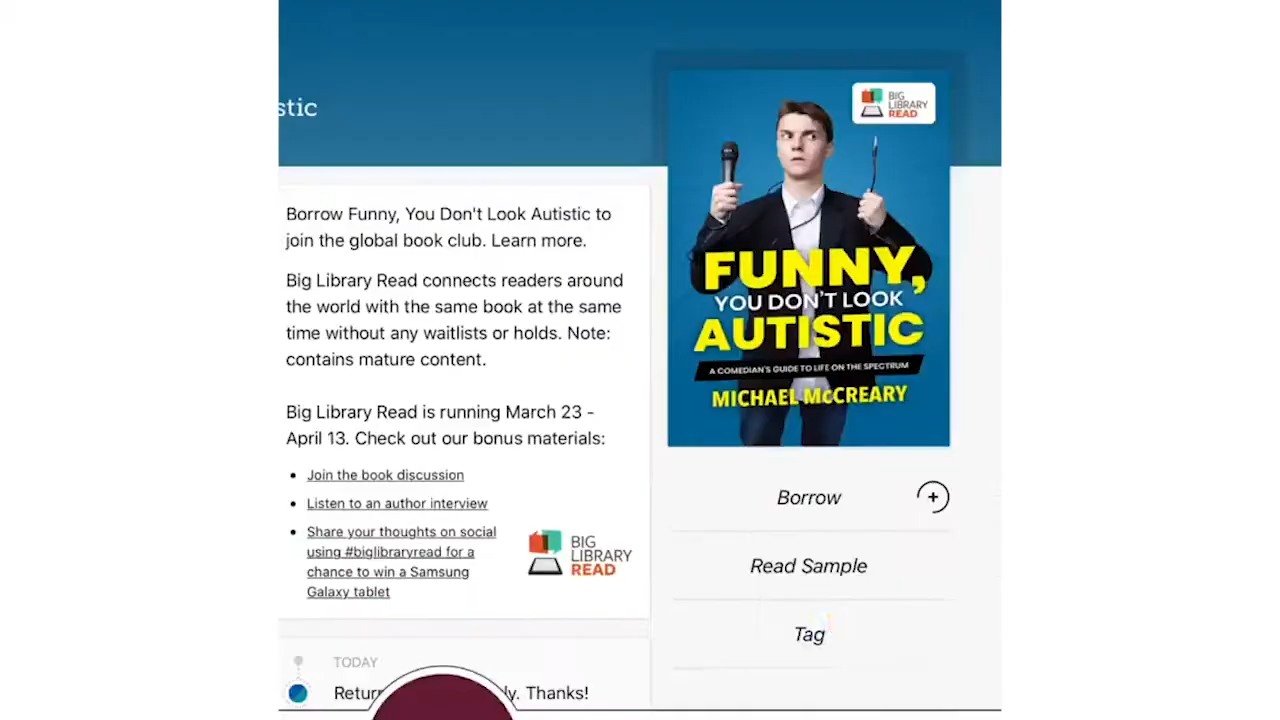 stic
Borrow Funny, You Don't Look Autistic to
join the global book club. Learn more.
Big Library Read connects readers around
the world with the same book at the same
time without any waitlists or holds. Note:
contains mature content.
Big Library Read is running March 23 -
April 13. Check out our bonus materials:
Join the book discussion
Listen to an author interview
Share your thoughts on social
using #biglibraryread for a
chance to win a Samsung
Galaxy tablet
BIG
LIBRARY
READ
TODAY
Retur
ly. Thanks!
BIG
LIBRARY
READ
FUNNY,
YOU DON'T LOOK
AUTISTIC
A COMEDIAN'S GUIDE TO LIFE ON THE SPECTRUM
MICHAEL McCREARY
Borrow
Read Sample
Tag